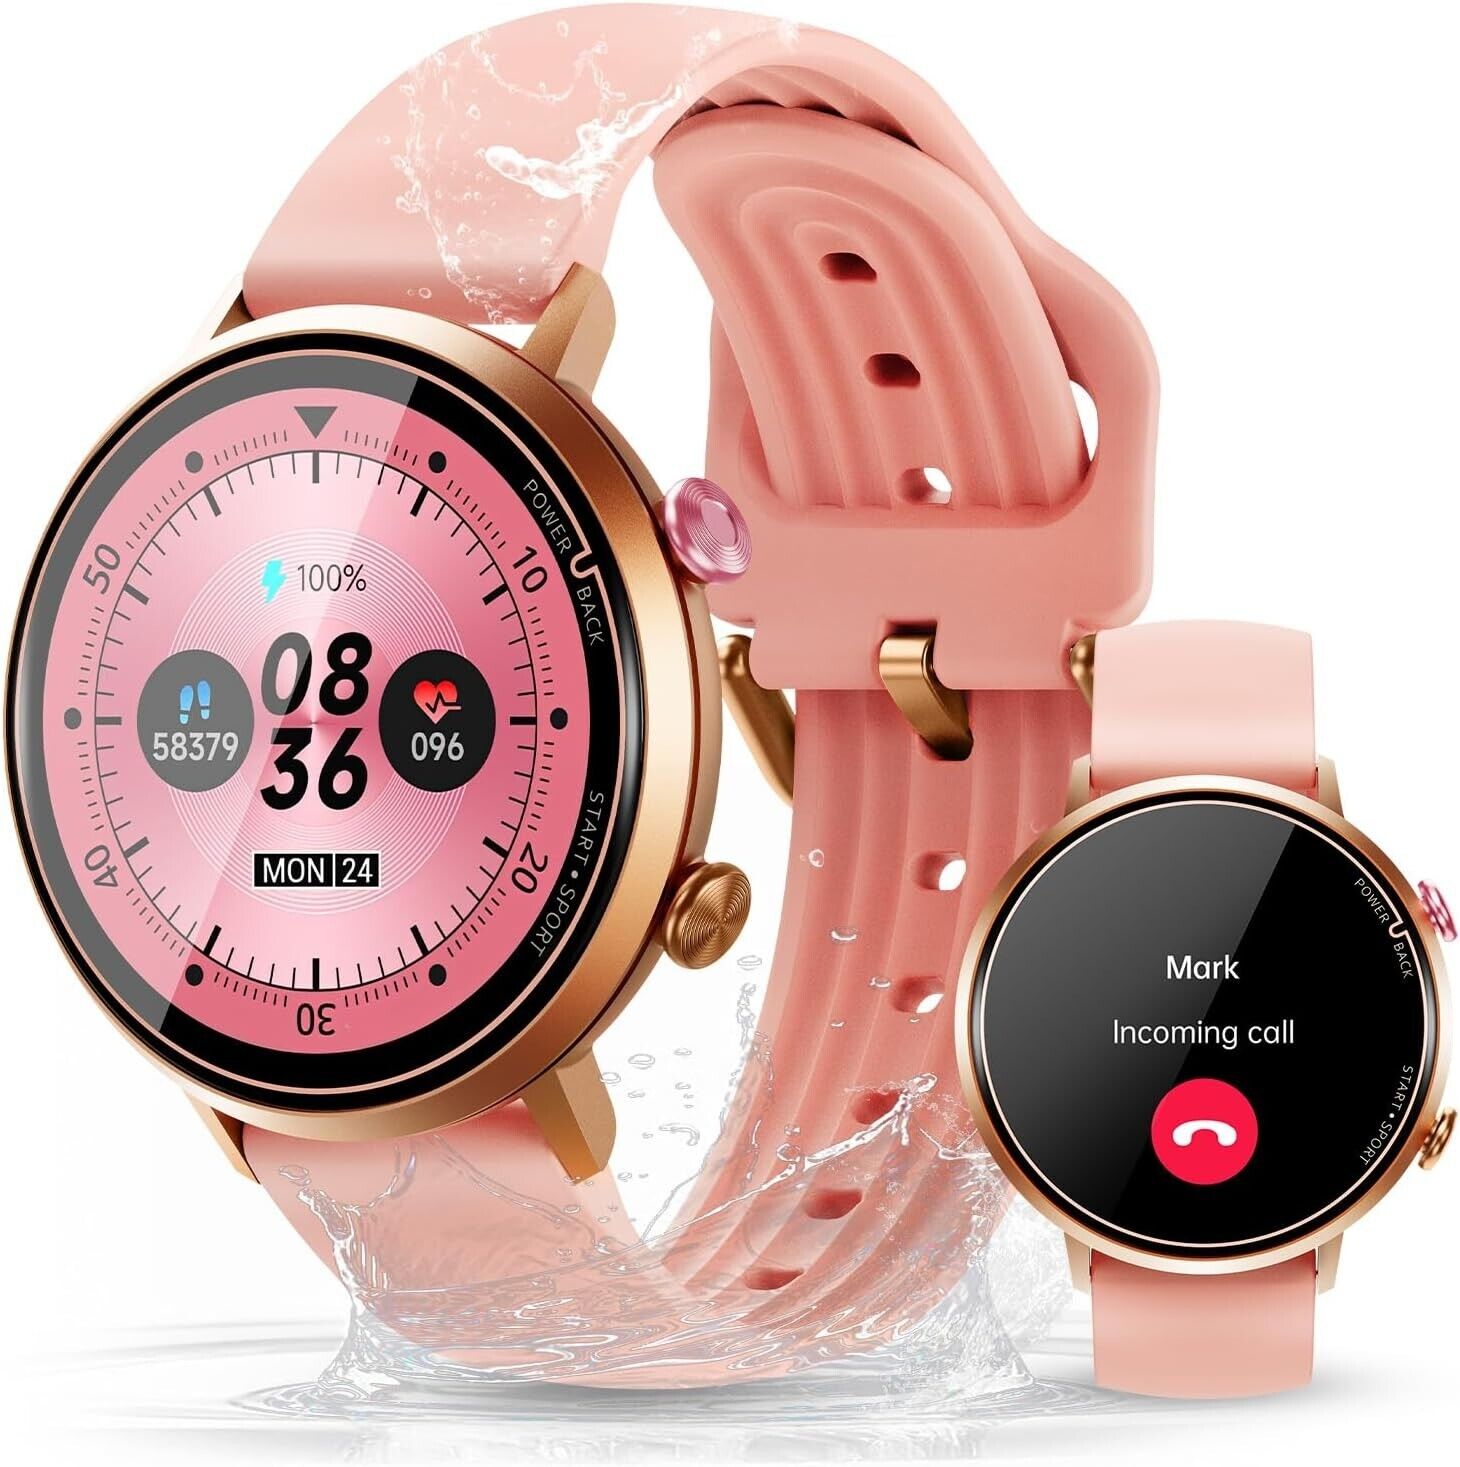 POWER
BACK
50
10
100%
08
36
58379
096
MON 24
40
20
30
START • SPORT
Mark
Incoming call
POWER
BACK
START • SPORT